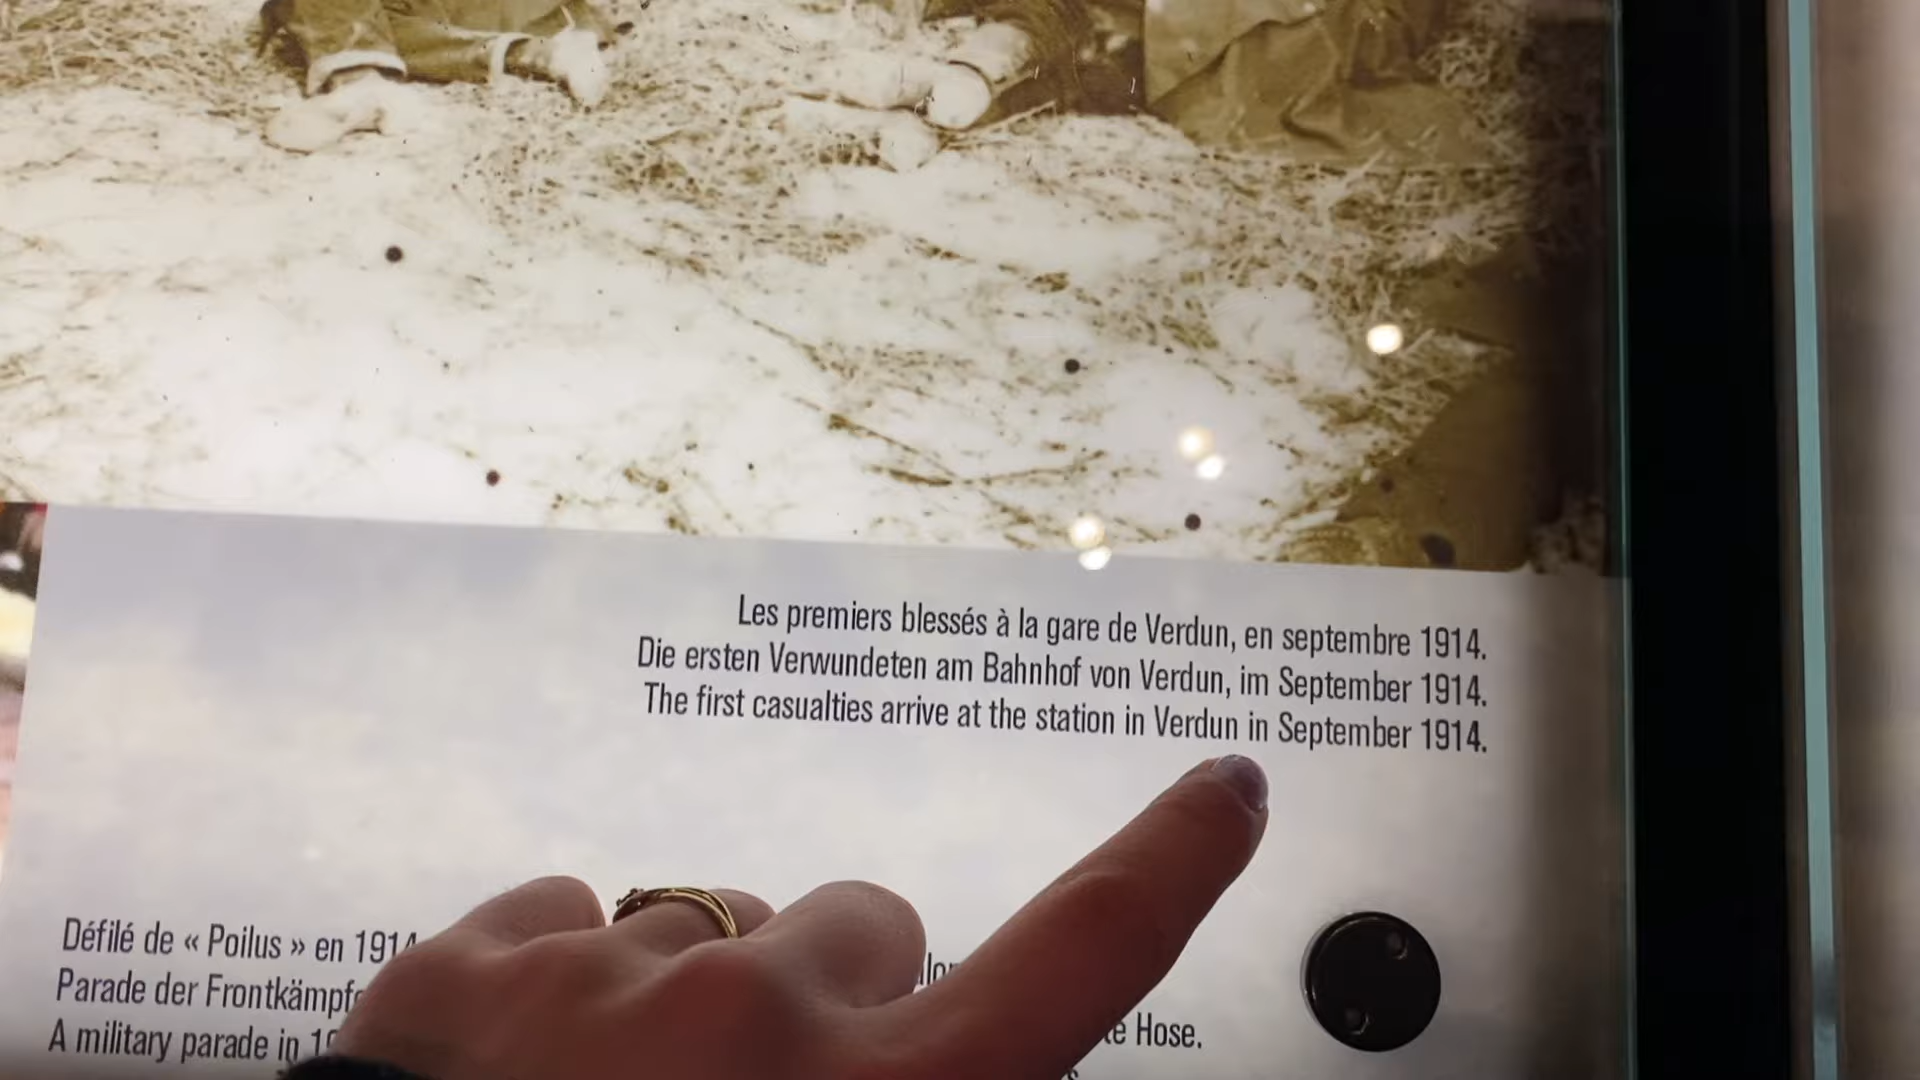 Les premiers blessés à la gare de Verdun, en septembre 1914.
Die ersten Verwundeten am Bahnhof von Verdun, im September 1914.
The first casualties arrive at the station in Verdun in September 1914.
Défilé de « Poilus » en 1914
Parade der
A military parade in
Hose.